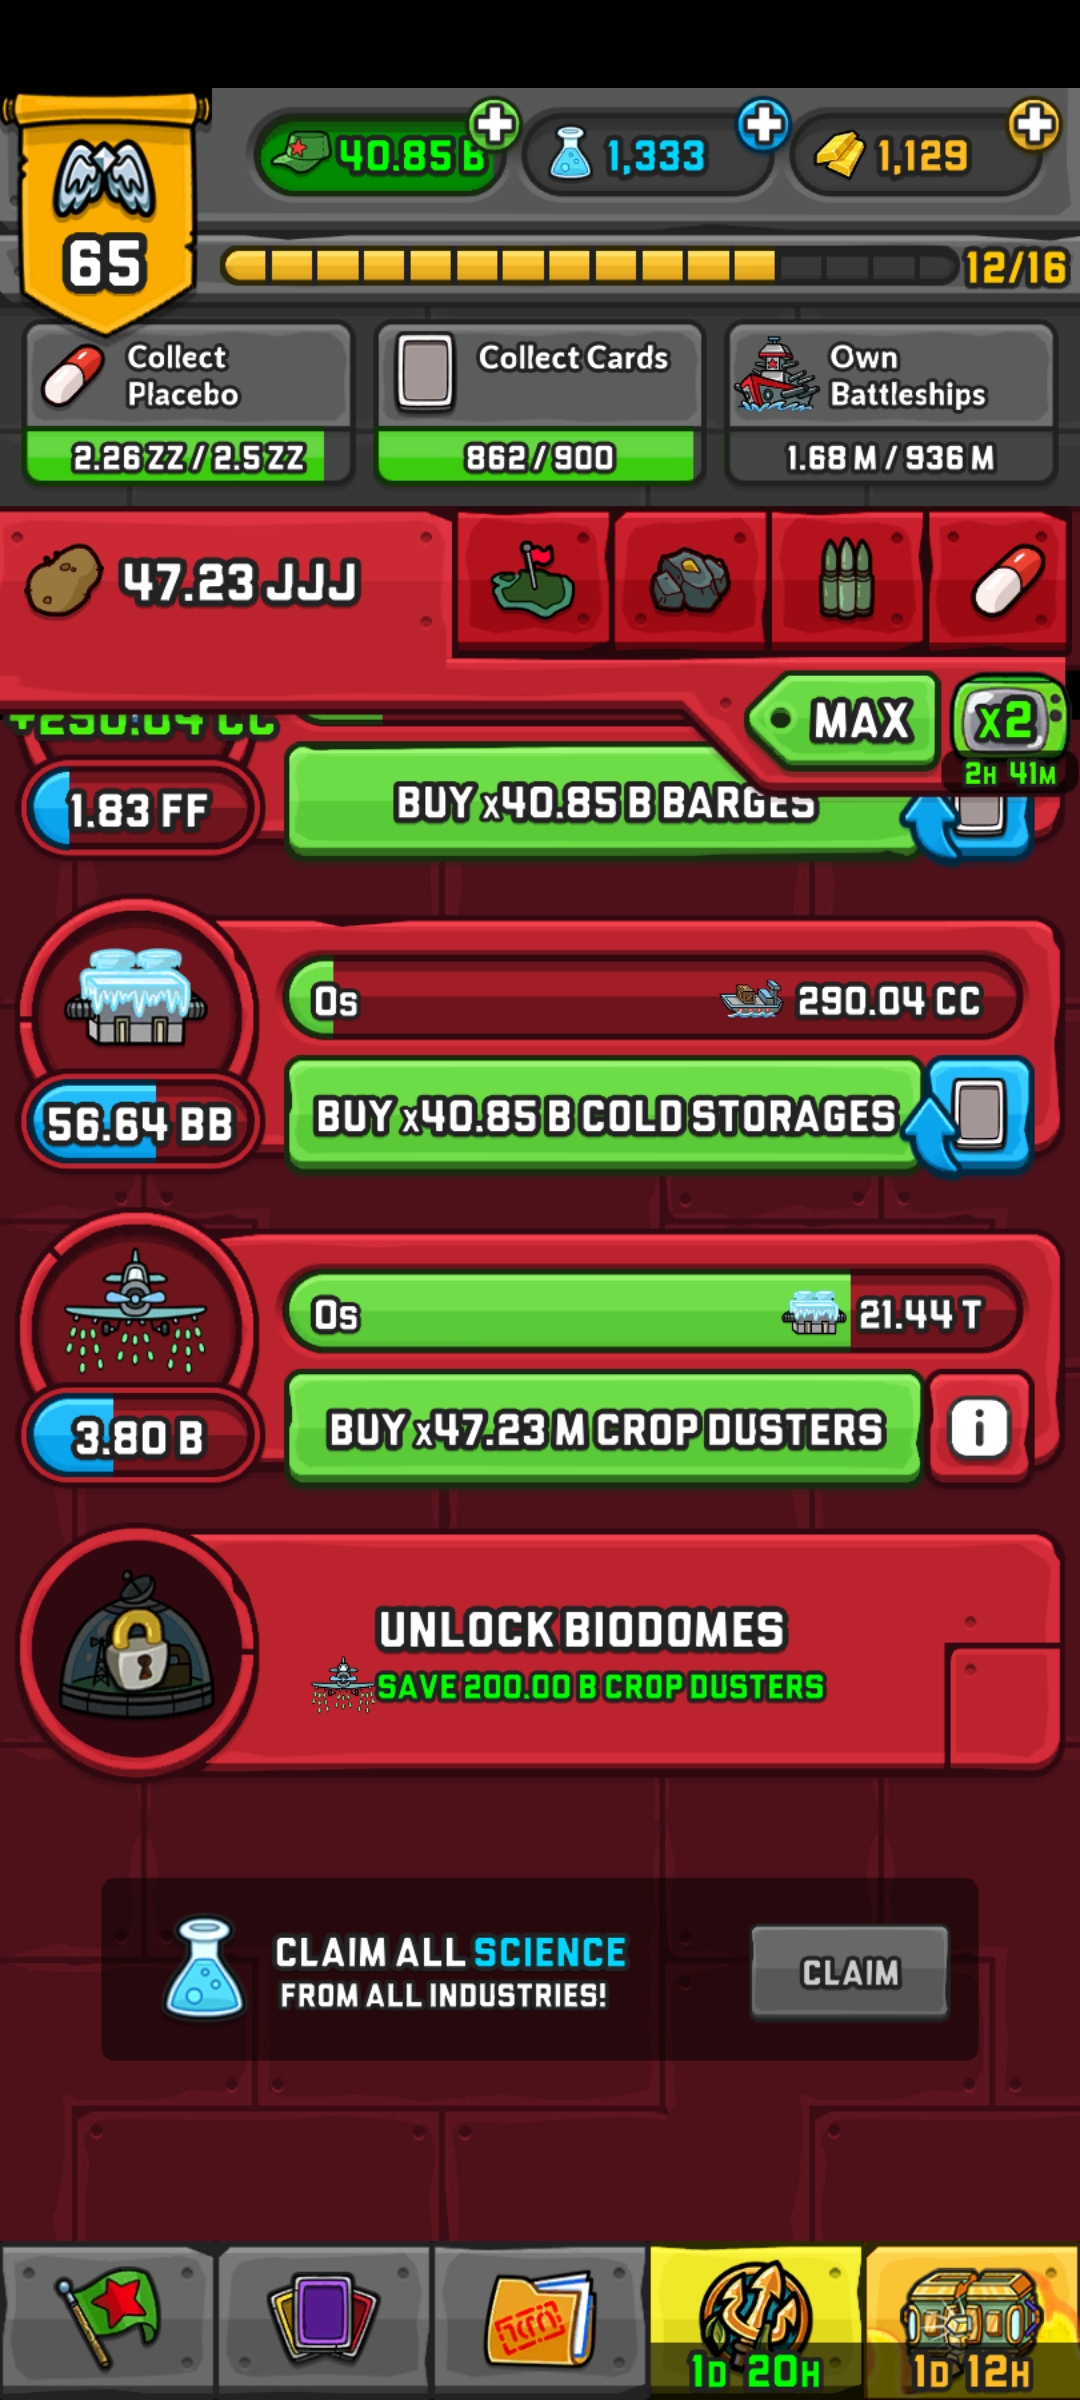 40.85 B
1,333
1,129
65
12/16
Collect
Placebo
2.26 ZZ / 2.5 ZZ
Collect Cards
862 / 900
Own
Battleships
1.68 M / 936 M
47.23 JJJ
MAX
x2
2H 41M
+290.04 CC
1.83 FF
BUY x40.85 B BARGES
0s
290.04 CC
56.64 BB
BUY x40.85 B COLD STORAGES
0s
21.44 T
3.80 B
BUY x47.23 M CROP DUSTERS
i
UNLOCK BIODOMES
SAVE 200.00 B CROP DUSTERS
CLAIM ALL SCIENCE
FROM ALL INDUSTRIES!
CLAIM
1D 20H
1D 12H